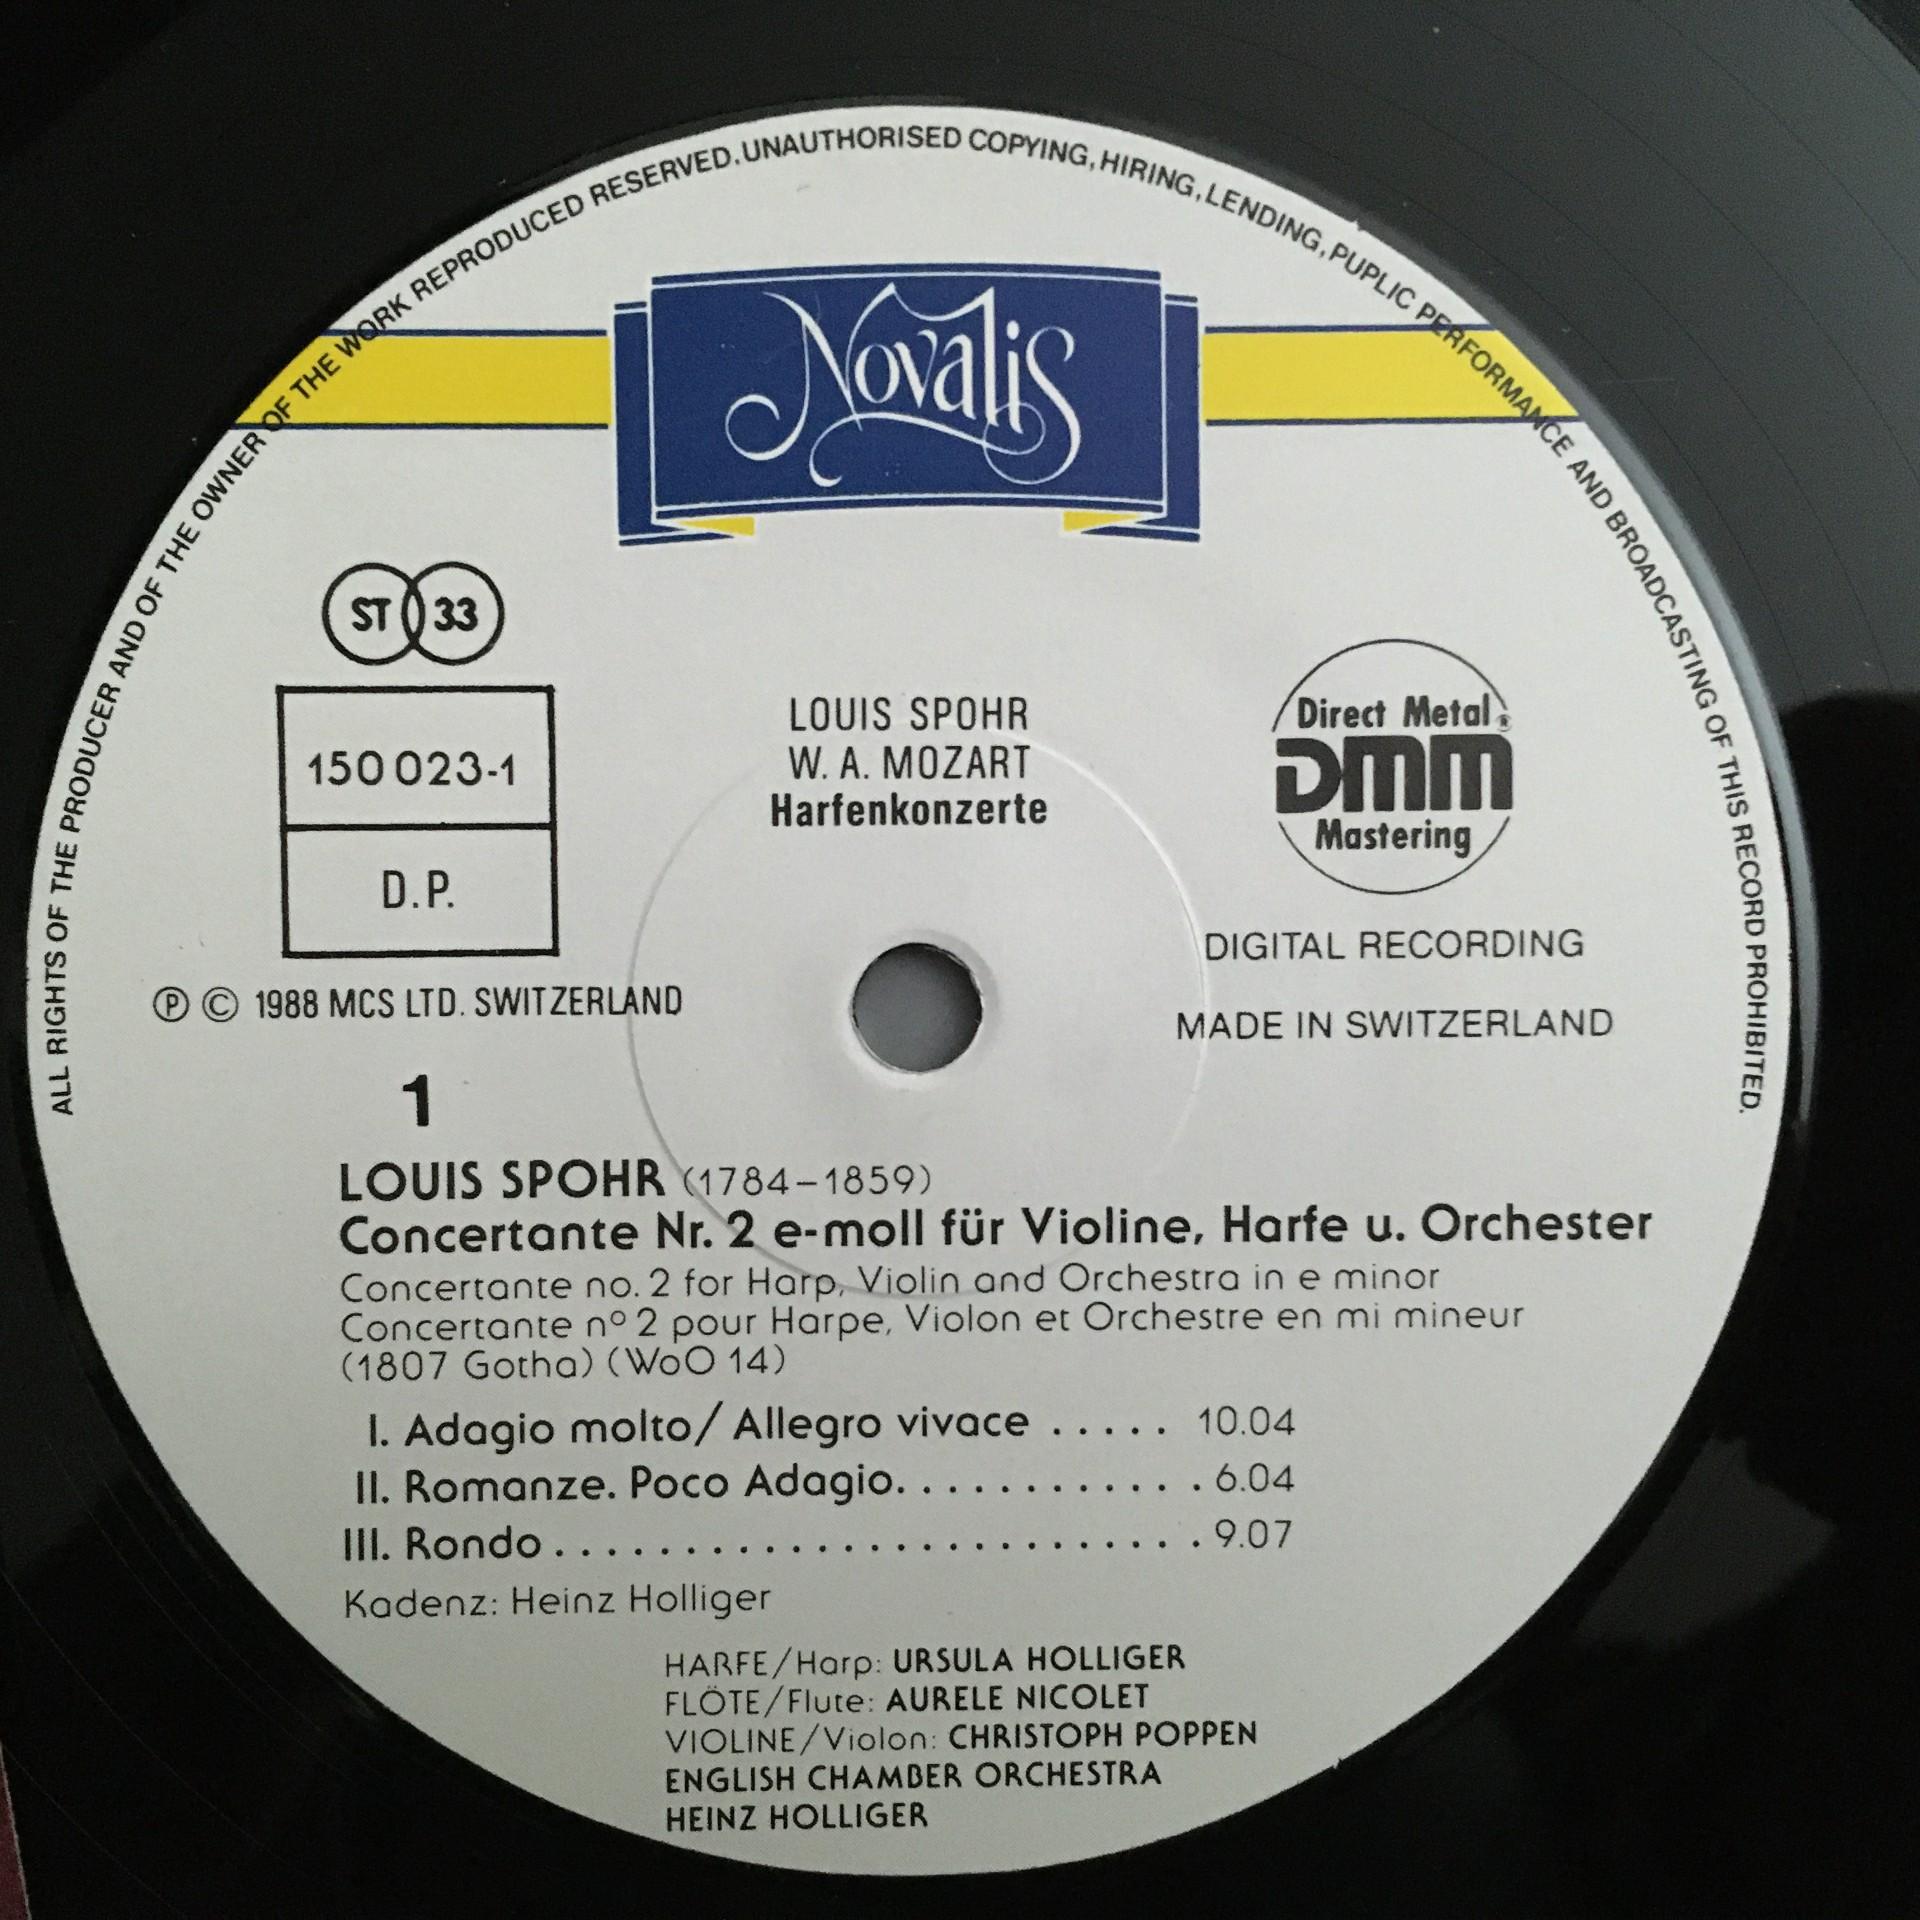 ALL RIGHTS OF THE PRODUCER AND OF THE OWNER OF THE WORK REPRODUCED RESERVED. UNAUTHORISED COPYING, HIRING, LENDING, PUPLIC PERFORMANCE AND BROADCASTING OF THIS RECORD PROHIBITED.
Novalis
ST 33
150 023-1
D.P.
LOUIS SPOHR
W. A. MOZART
Harfenkonzerte
Direct Metal ®
DMM
Mastering
DIGITAL RECORDING
MADE IN SWITZERLAND
Ⓟ © 1988 MCS LTD. SWITZERLAND
1
LOUIS SPOHR (1784–1859)
Concertante Nr. 2 e-moll für Violine, Harfe u. Orchester
Concertante no. 2 for Harp, Violin and Orchestra in e minor
Concertante nº 2 pour Harpe, Violon et Orchestre en mi mineur
(1807 Gotha) (WoO 14)
I. Adagio molto/Allegro vivace ..... 10.04
II. Romanze. Poco Adagio............ 6.04
III. Rondo......................... 9.07
Kadenz: Heinz Holliger
HARFE/Harp: URSULA HOLLIGER
FLÖTE/Flute: AURELE NICOLET
VIOLINE/Violon: CHRISTOPH POPPEN
ENGLISH CHAMBER ORCHESTRA
HEINZ HOLLIGER